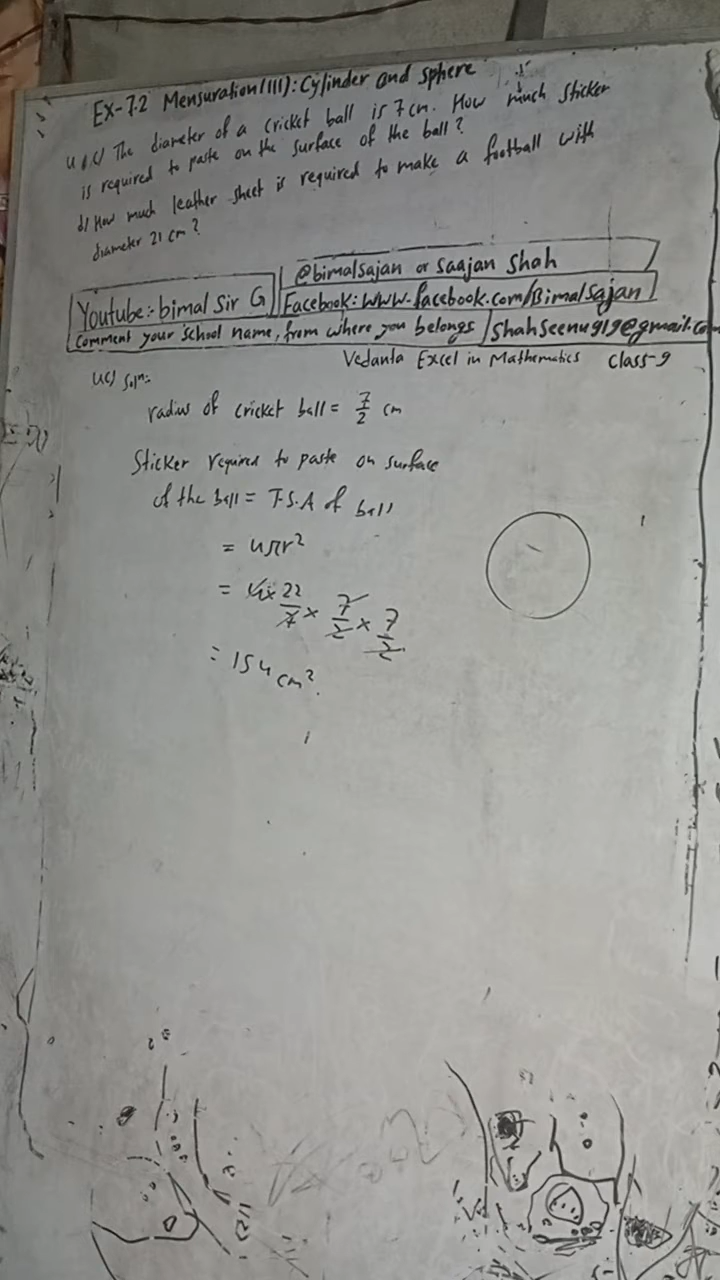 EX-7.2 Mensuration(III): Cylinder and sphere
4 c) The diameter of a cricket ball is 7cm. How much sticker
is required to paste on the surface of the ball?
d) How much leather sheet is required to make a football with
diameter 21 cm?
@bimalsajan or saajan shah
Youtube:- bimal sir G
Facebook: www.facebook.com/Bimalsajan
comment your school name, from where you belongs
shahseenu919@gmail.com
Vedanta Excel in Mathematics class-9
4c) Soln:-
radius of cricket ball = 7/2 cm
Sticker required to paste on surface
of the ball = T.S.A of ball
= 4πr²
= 4 × 22/7 × 7/2 × 7/2
= 154 cm².